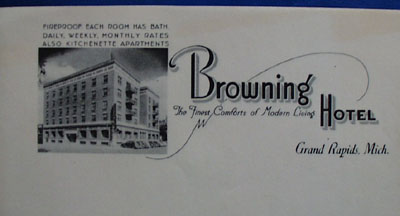 FIREPROOF, EACH ROOM HAS BATH,
DAILY, WEEKLY, MONTHLY RATES
ALSO KITCHENETTE APARTMENTS
Browning
The Finest Comforts of Modern Living
HOTEL
Grand Rapids, Mich.